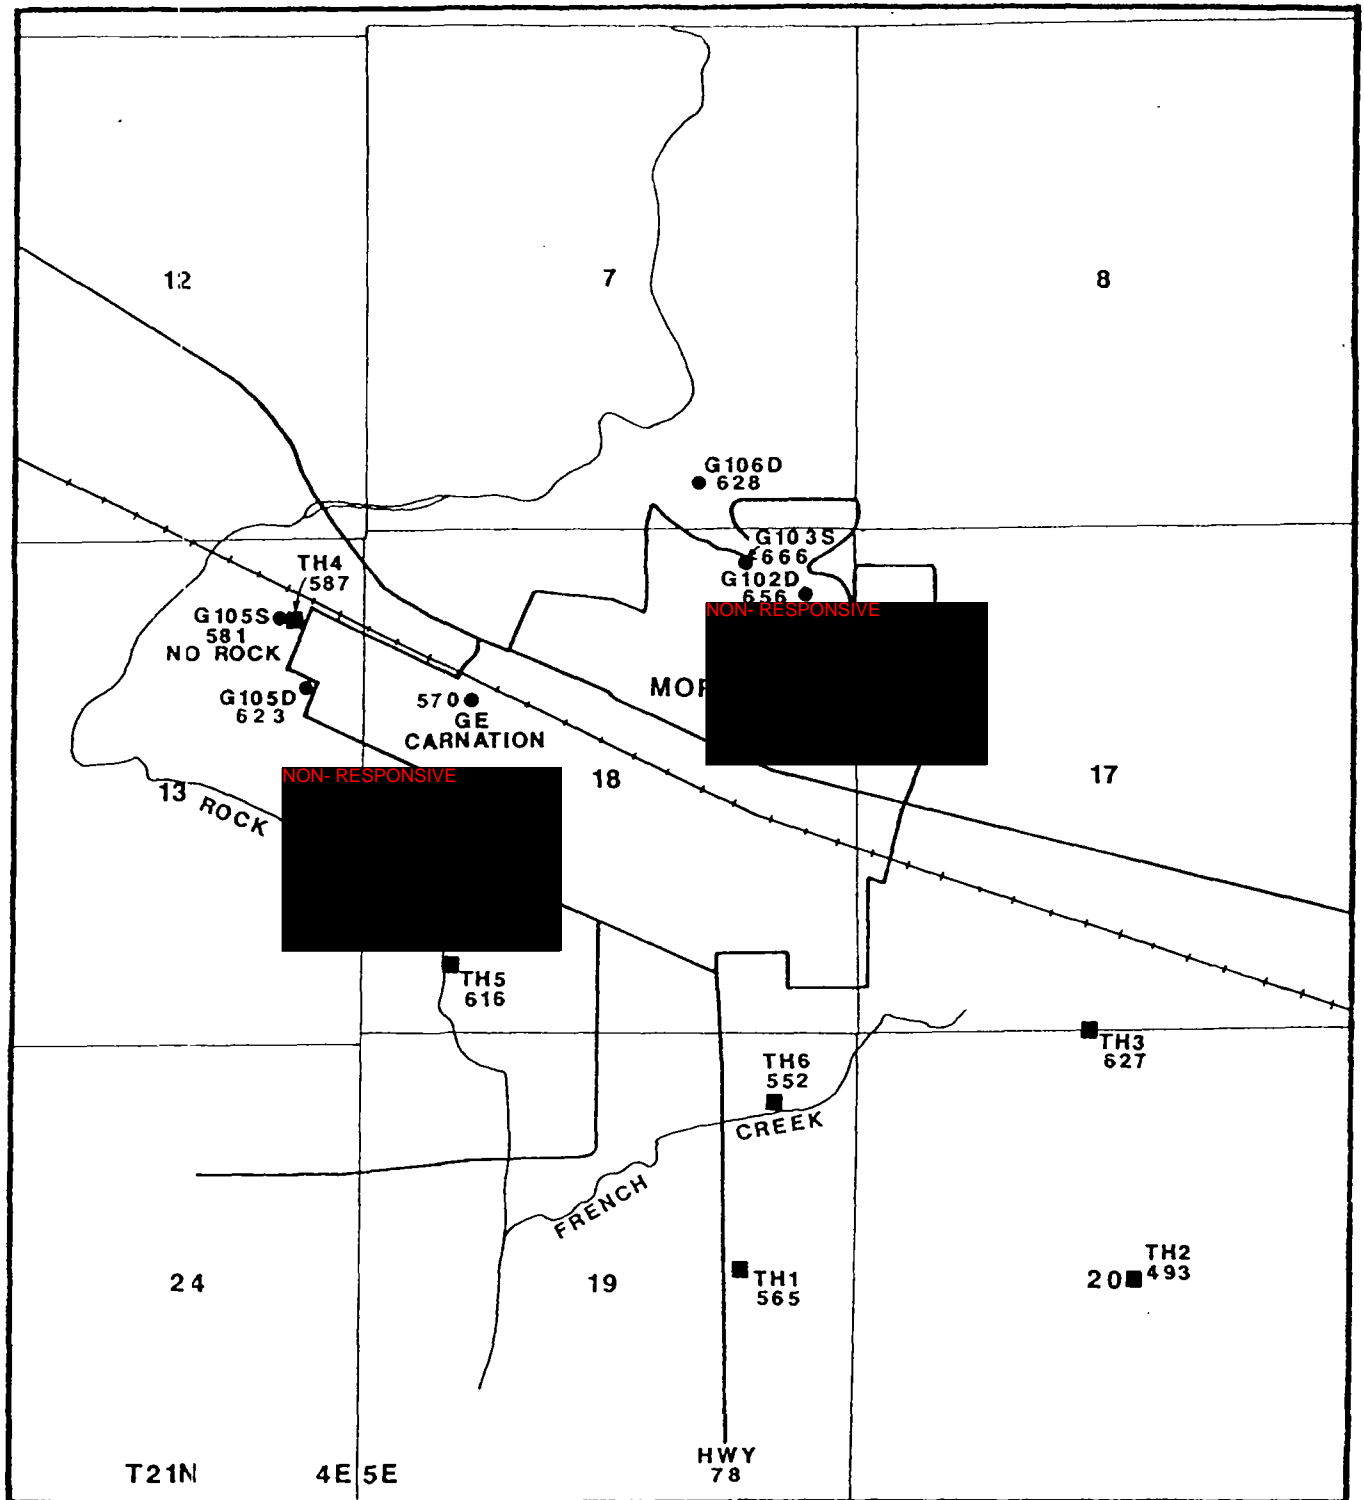 12
7
8
G106D
628
G103S
666
G102D
656
TH4
587
G105S
581
NO ROCK
G105D
623
570
GE
CARNATION
NON- RESPONSIVE
NON- RESPONSIVE
13
ROCK
18
17
TH5
616
TH3
627
TH6
552
CREEK
FRENCH
24
19
20
TH1
565
TH2
493
HWY
78
T21N
4E
5E